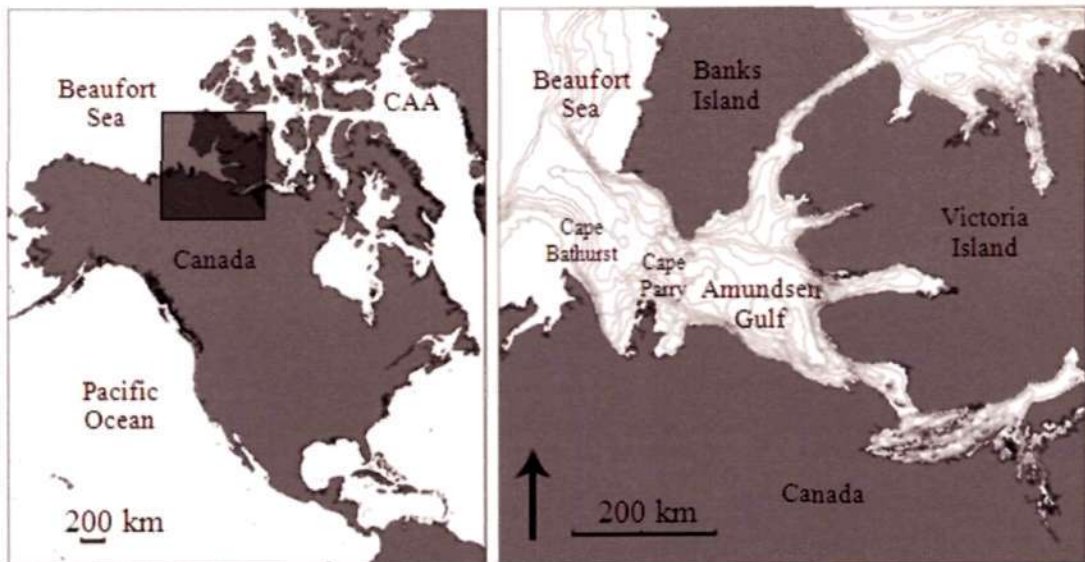 Beaufort
Sea
CAA
Canada
Pacific
Ocean
200 km
Beaufort
Sea
Banks
Island
Cape
Bathurst
Cape
Parry
Amundsen
Gulf
Victoria
Island
Canada
200 km